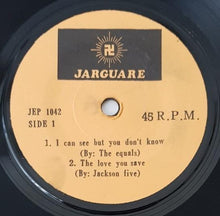 JARGUARE
JEP 1042
SIDE 1
45 R.P.M.
1. I can see but you don't know
(By: The equals)
2. The love you save
(By: Jackson five)